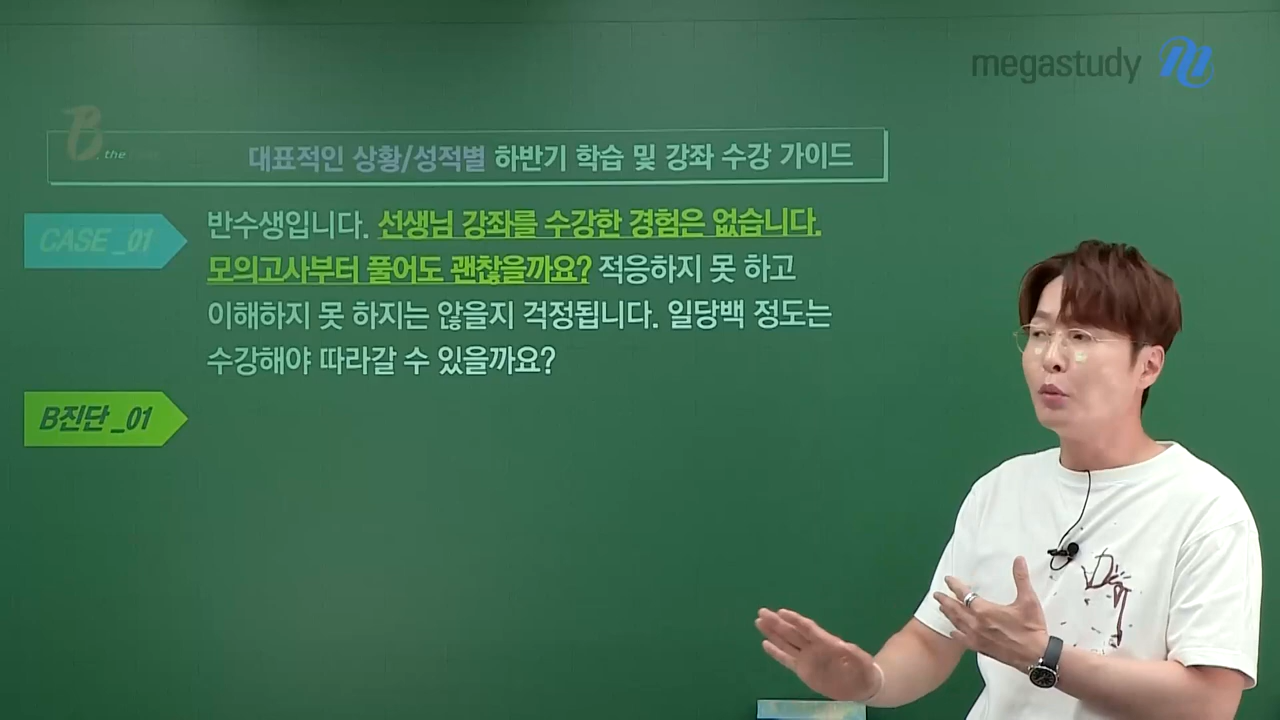 megastudy
B
. the
대표적인 상황/성적별 하반기 학습 및 강좌 수강 가이드
CASE _01
반수생입니다. 선생님 강좌를 수강한 경험은 없습니다.
모의고사부터 풀어도 괜찮을까요? 적응하지 못 하고
이해하지 못 하지는 않을지 걱정됩니다. 일당백 정도는
수강해야 따라갈 수 있을까요?
B진단 _01